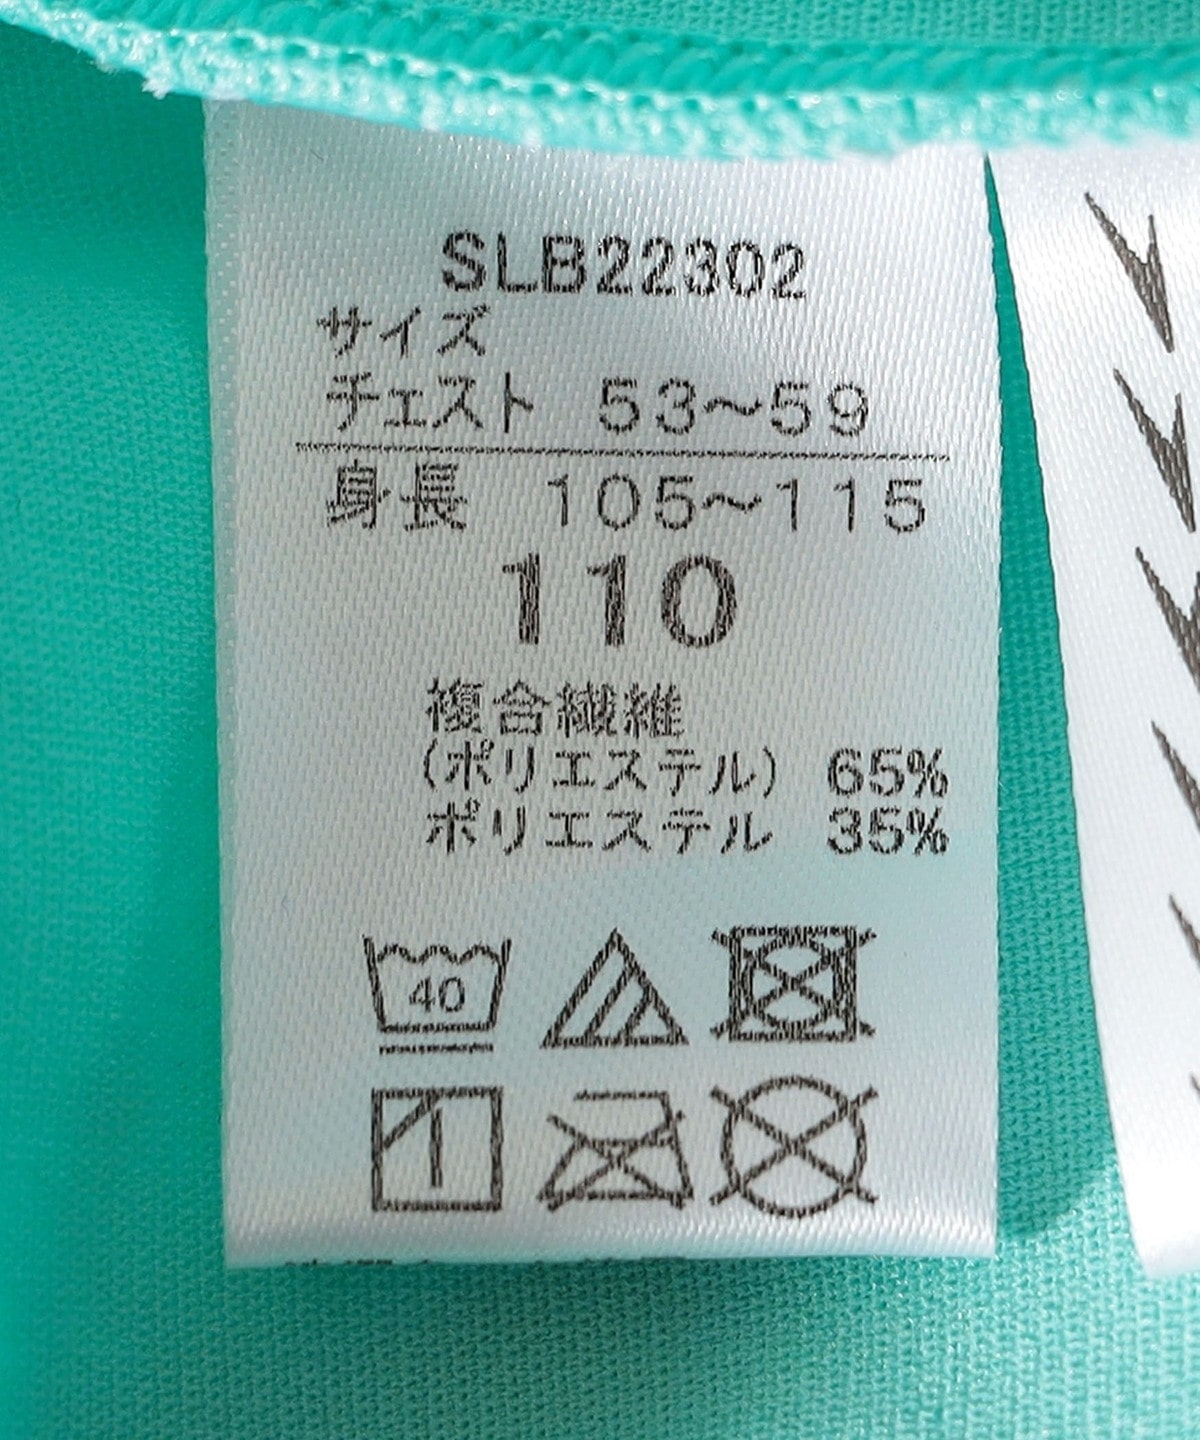 SLB22302
サイズ
チェスト 53～59
身長 105～115
110
複合繊維
(ポリエステル) 65%
ポリエステル 35%
40